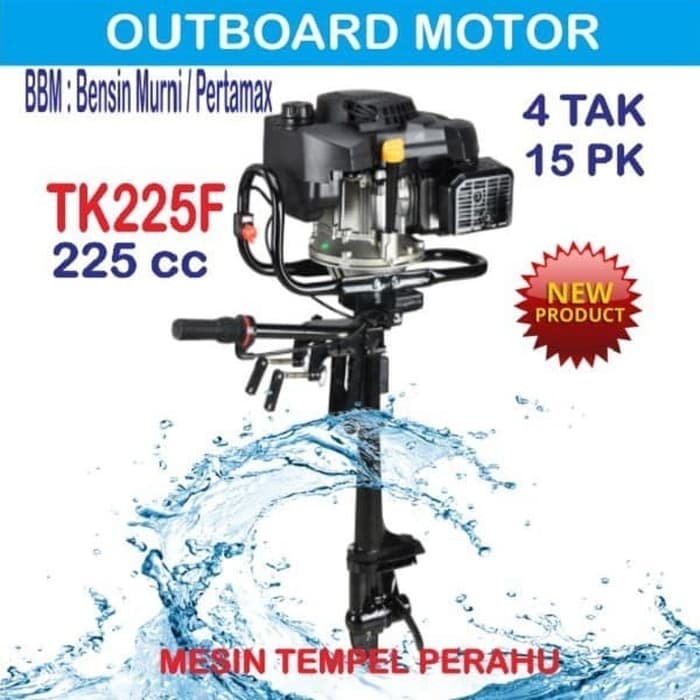 OUTBOARD MOTOR
BBM : Bensin Murni / Pertamax
4 TAK
15 PK
TK225F
225 cc
NEW
PRODUCT
MESIN TEMPEL PERAHU